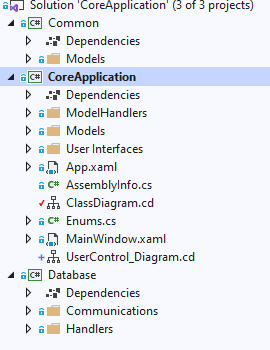 Solution 'CoreApplication' (3 of 3 projects)
C# Common
Dependencies
Models
C# CoreApplication
Dependencies
ModelHandlers
Models
User Interfaces
App.xaml
C# AssemblyInfo.cs
ClassDiagram.cd
C# Enums.cs
MainWindow.xaml
UserControl_Diagram.cd
C# Database
Dependencies
Communications
Handlers